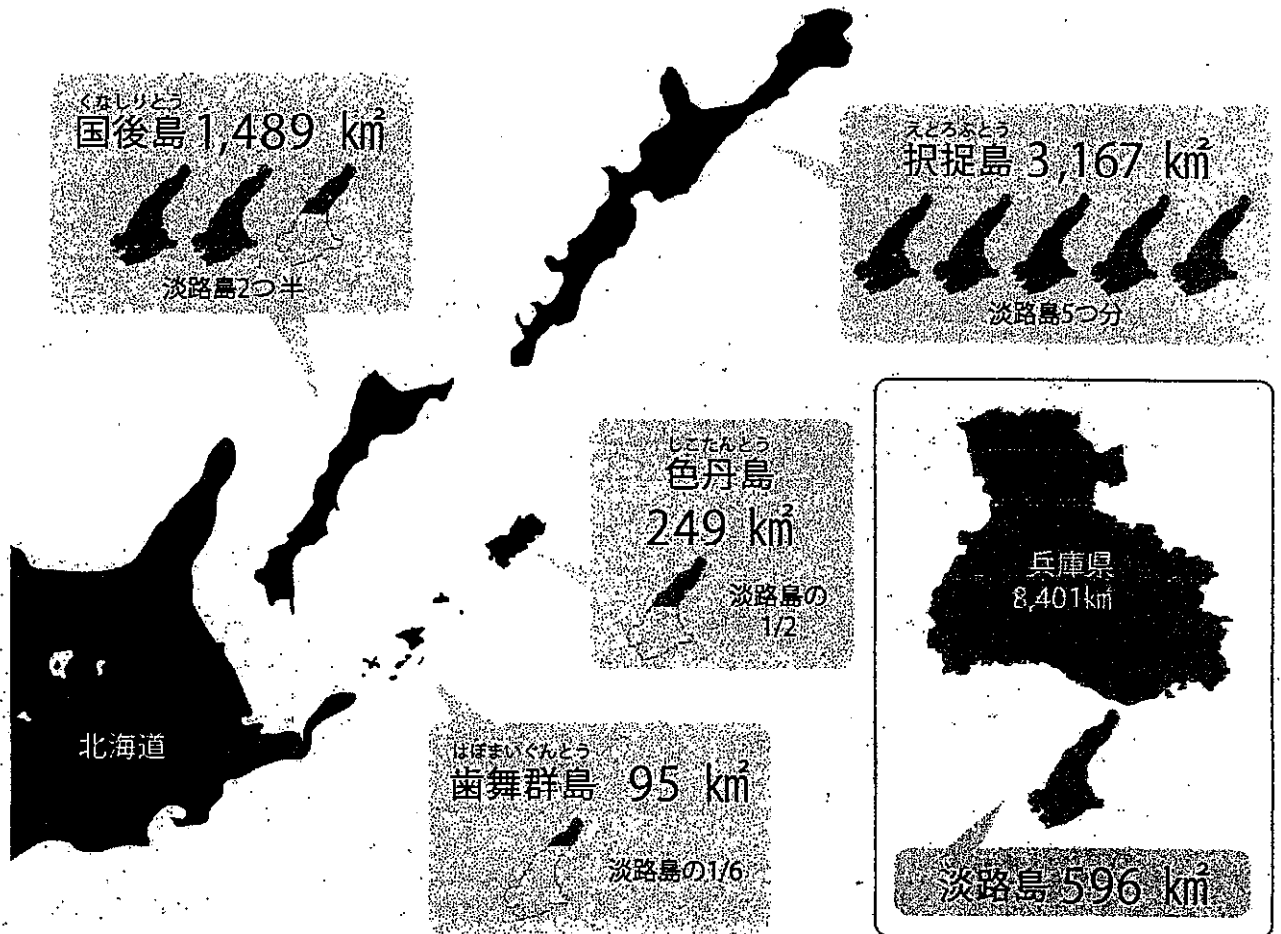 くなしりとう
国後島 1,489 km²
淡路島2つ半
えとろふとう
択捉島 3,167 km²
淡路島5つ分
しこたんとう
色丹島
249 km²
淡路島の
1/2
はぼまいぐんとう
歯舞群島 95 km²
淡路島の1/6
北海道
兵庫県
8,401km²
淡路島 596 km²